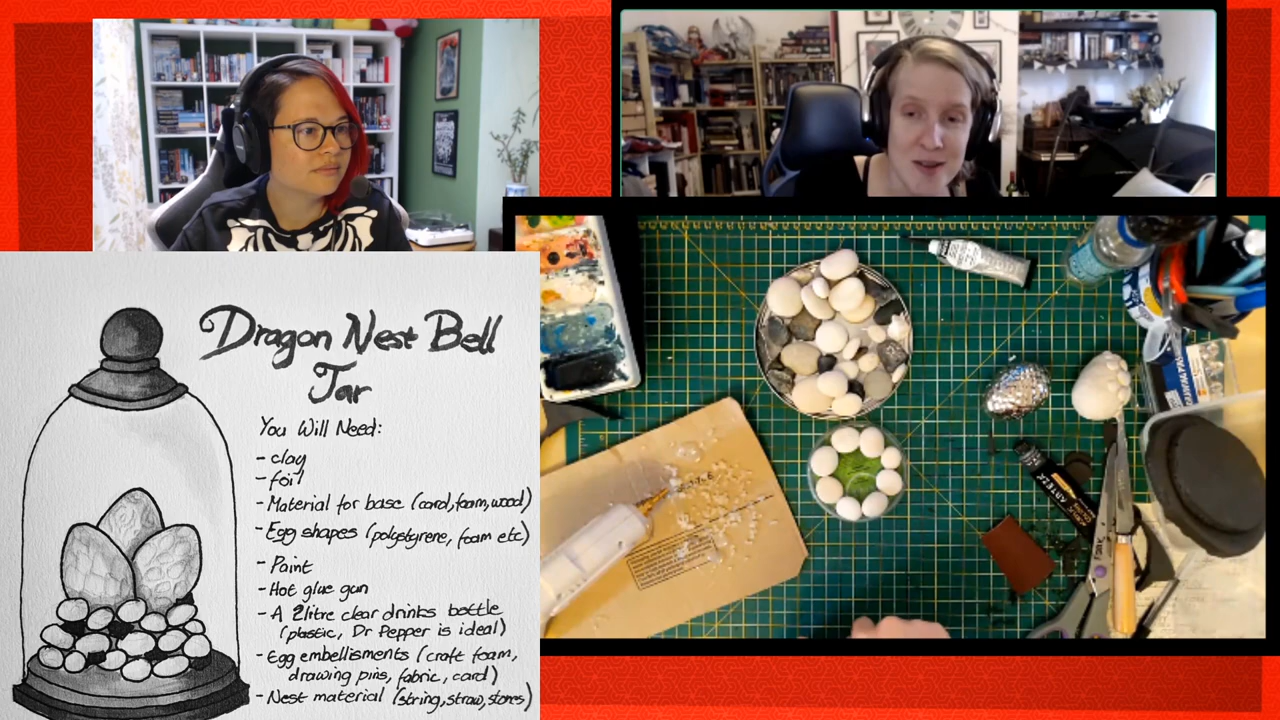 Dragon Nest Bell
Jar
You Will Need:
- clay
- foil
- Material for base (card, foam, wood)
- Egg shapes (polystyrene, foam etc)
- Paint
- Hot glue gun
- A 2litre clear drinks bottle
(plastic, Dr Pepper is ideal)
- Egg embellisments (craft foam,
drawing pins, fabric, card)
- Nest material (string, straw, stones)